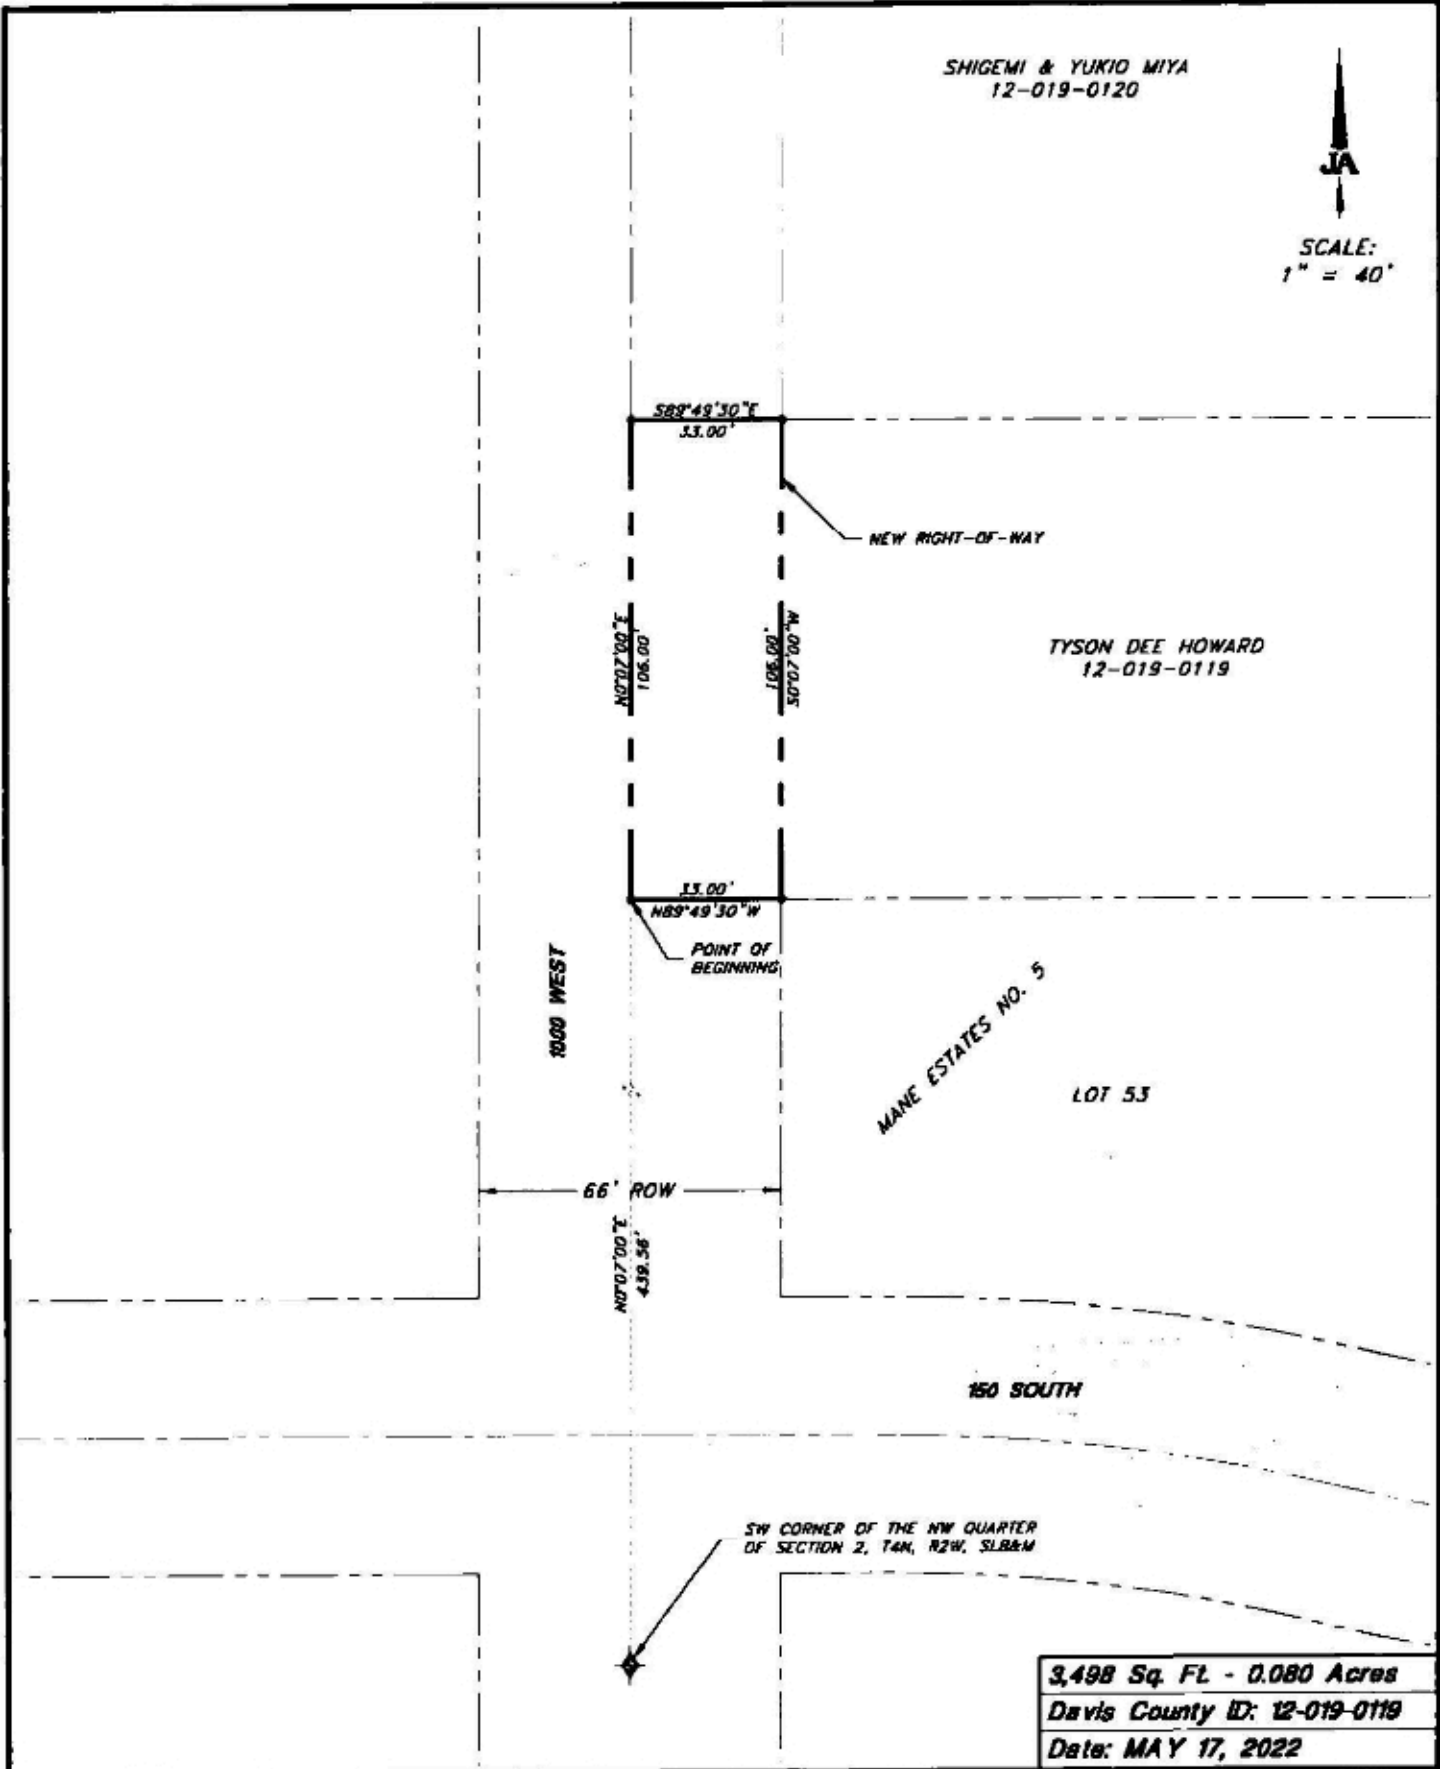 SHIGEMI & YUKIO MIYA
12-019-0120
JA
SCALE:
1" = 40'
S89°49'30"E
33.00'
NEW RIGHT-OF-WAY
N0°07'00"E
106.00'
106.00'
S0°07'00"W
TYSON DEE HOWARD
12-019-0119
33.00'
N89°49'30"W
POINT OF
BEGINNING
1000 WEST
MANE ESTATES NO. 5
LOT 53
66' ROW
N0°07'00"E
439.56'
150 SOUTH
SW CORNER OF THE NW QUARTER
OF SECTION 2, T4N, R2W, SLB&M
3,498 Sq. Ft. - 0.080 Acres
Davis County ID: 12-019-0119
Date: MAY 17, 2022